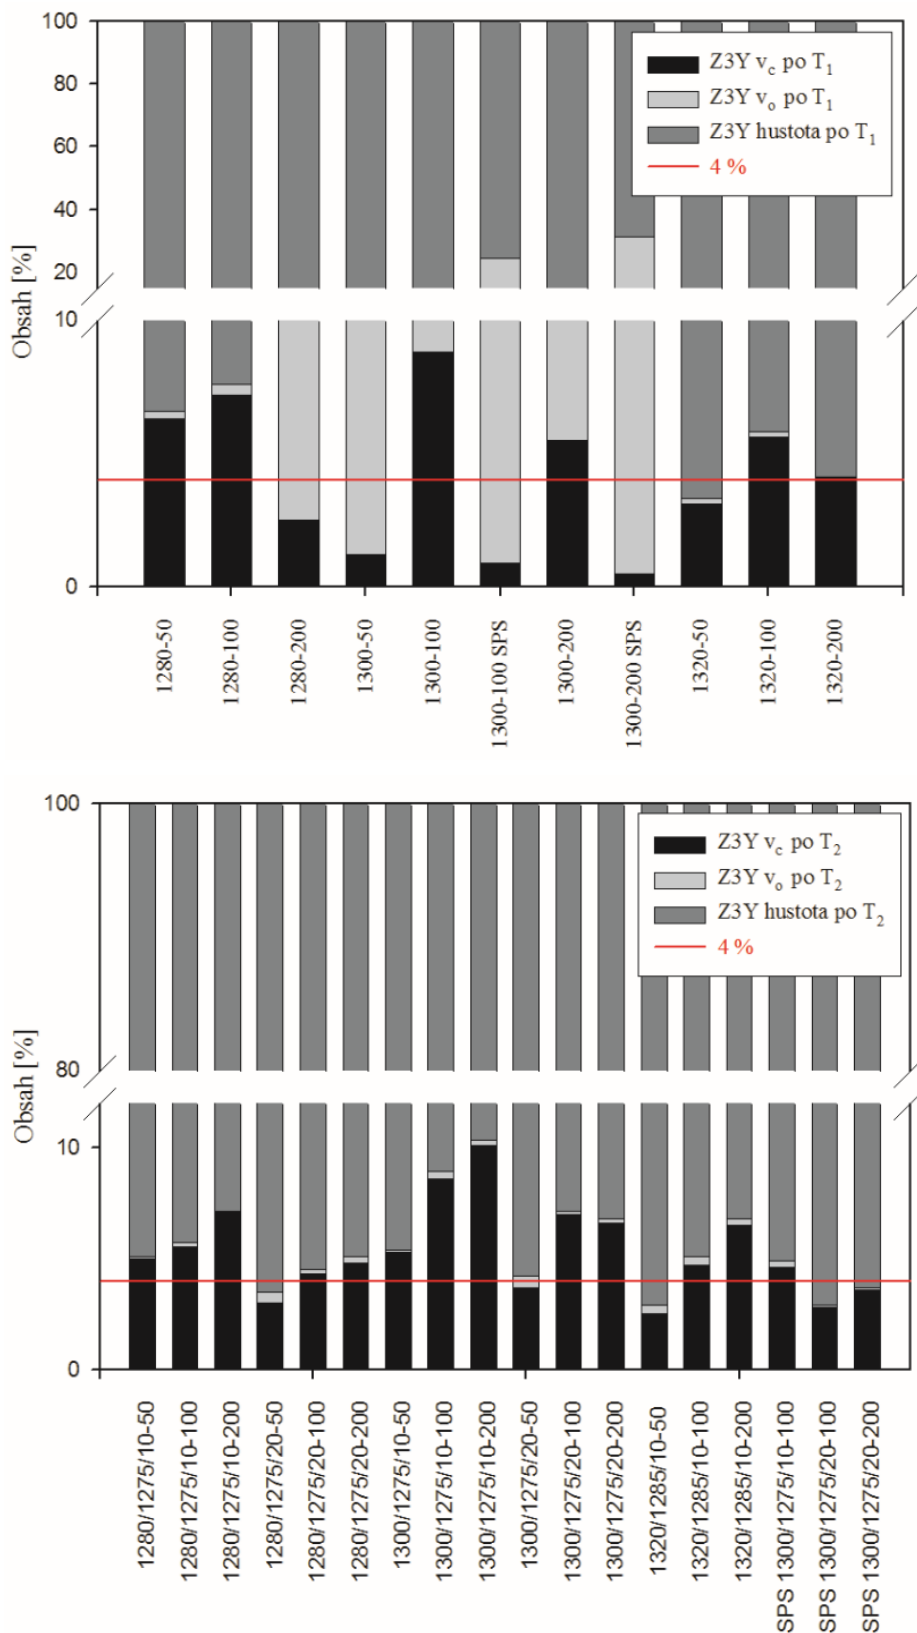 100
80
60
40
20
10
0
Obsah [%]
Z3Y v_c po T_1
Z3Y v_o po T_1
Z3Y hustota po T_1
4 %
1280-50
1280-100
1280-200
1300-50
1300-100
1300-100 SPS
1300-200
1300-200 SPS
1320-50
1320-100
1320-200
100
80
10
0
Obsah [%]
Z3Y v_c po T_2
Z3Y v_o po T_2
Z3Y hustota po T_2
4 %
1280/1275/10-50
1280/1275/10-100
1280/1275/10-200
1280/1275/20-50
1280/1275/20-100
1280/1275/20-200
1300/1275/10-50
1300/1275/10-100
1300/1275/10-200
1300/1275/20-50
1300/1275/20-100
1300/1275/20-200
1320/1285/10-50
1320/1285/10-100
1320/1285/10-200
SPS 1300/1275/10-100
SPS 1300/1275/20-100
SPS 1300/1275/20-200